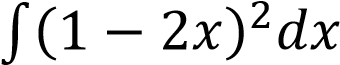 ∫(1 − 2x)²dx